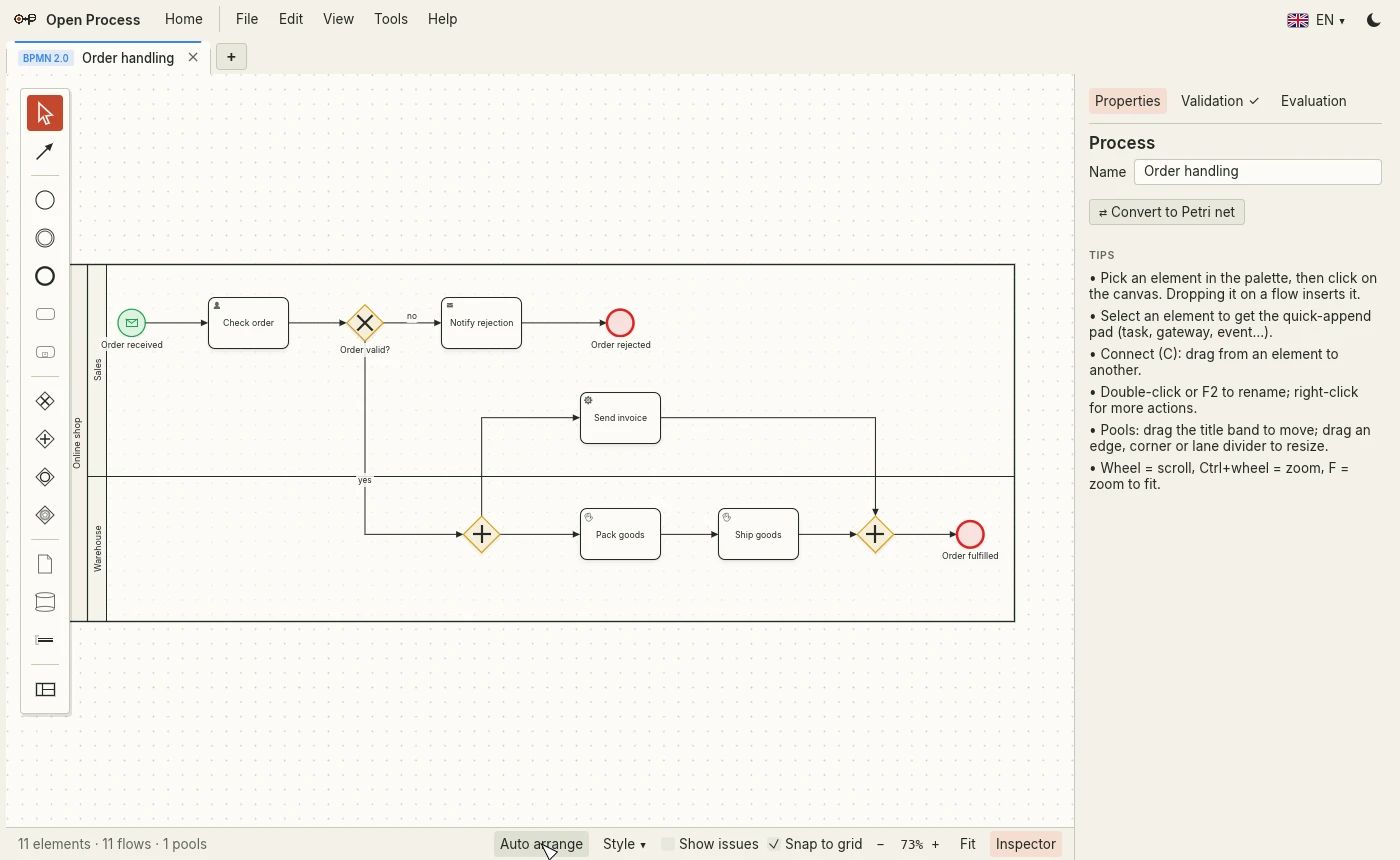 Open Process Home File Edit View Tools Help EN ▾
BPMN 2.0 Order handling ✕ +
Properties Validation ✓ Evaluation
Process
Name Order handling
⇄ Convert to Petri net
TIPS
• Pick an element in the palette, then click on
the canvas. Dropping it on a flow inserts it.
• Select an element to get the quick-append
pad (task, gateway, event…).
• Connect (C): drag from an element to
another.
• Double-click or F2 to rename; right-click
for more actions.
• Pools: drag the title band to move; drag an
edge, corner or lane divider to resize.
• Wheel = scroll, Ctrl+wheel = zoom, F =
zoom to fit.
Online shop
Sales
Warehouse
Order received
Check order
Order valid?
no
Notify rejection
Order rejected
Send invoice
yes
Pack goods
Ship goods
Order fulfilled
11 elements · 11 flows · 1 pools Auto arrange Style ▾ Show issues ✓ Snap to grid − 73% + Fit Inspector